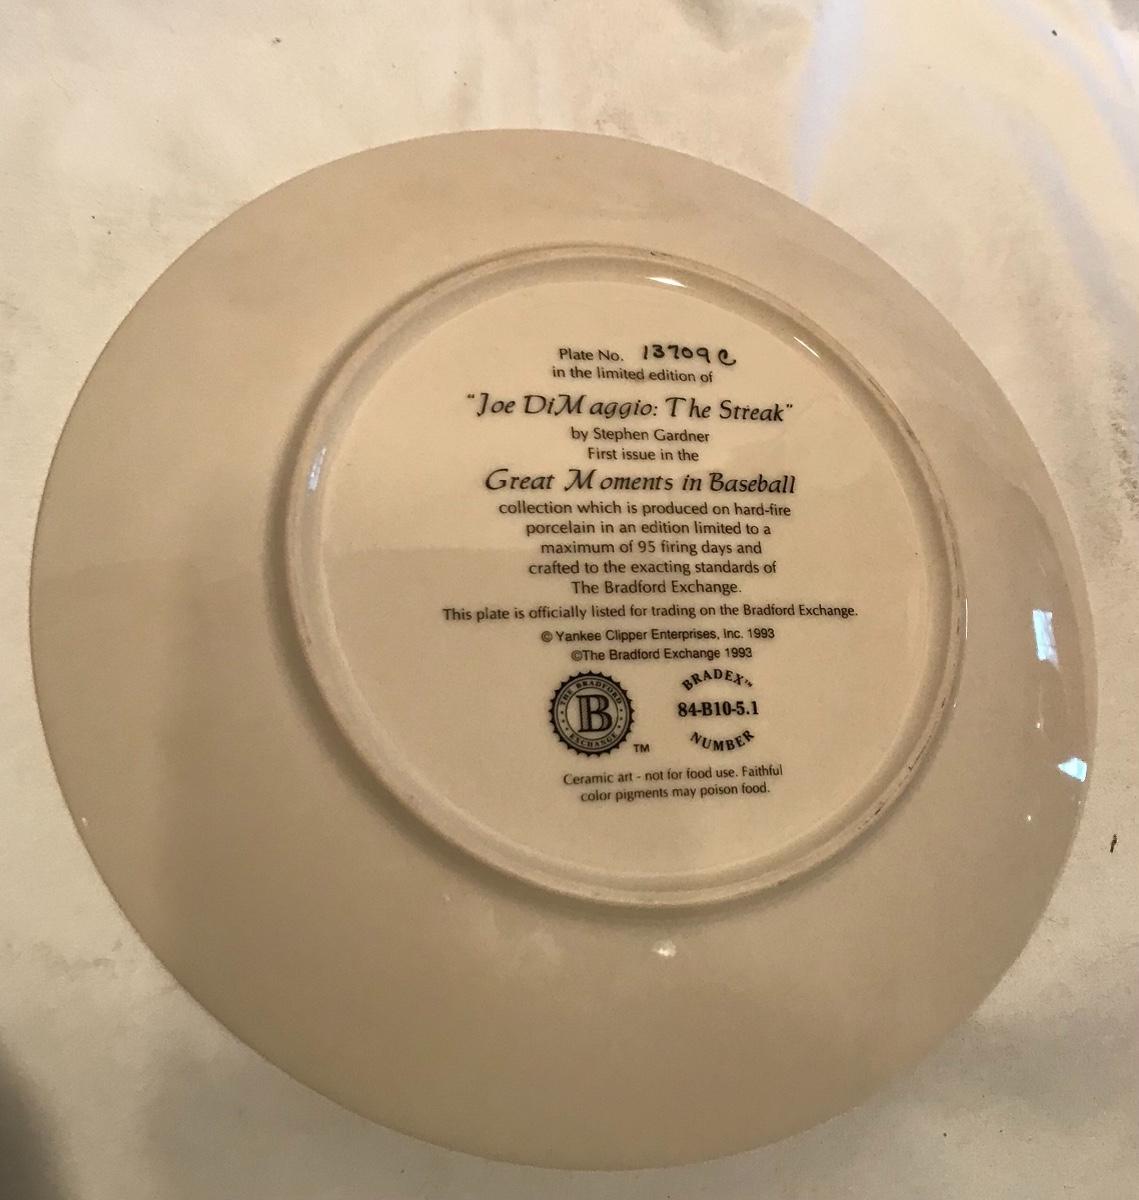 Plate No. 13709C
in the limited edition of
"Joe DiMaggio: The Streak"
by Stephen Gardner
First issue in the
Great Moments in Baseball
collection which is produced on hard-fire
porcelain in an edition limited to a
maximum of 95 firing days and
crafted to the exacting standards of
The Bradford Exchange.
This plate is officially listed for trading on the Bradford Exchange.
© Yankee Clipper Enterprises, Inc. 1993
©The Bradford Exchange 1993
THE BRADFORD
B
EXCHANGE
TM
BRADEX™
84-B10-5.1
NUMBER
Ceramic art - not for food use. Faithful
color pigments may poison food.